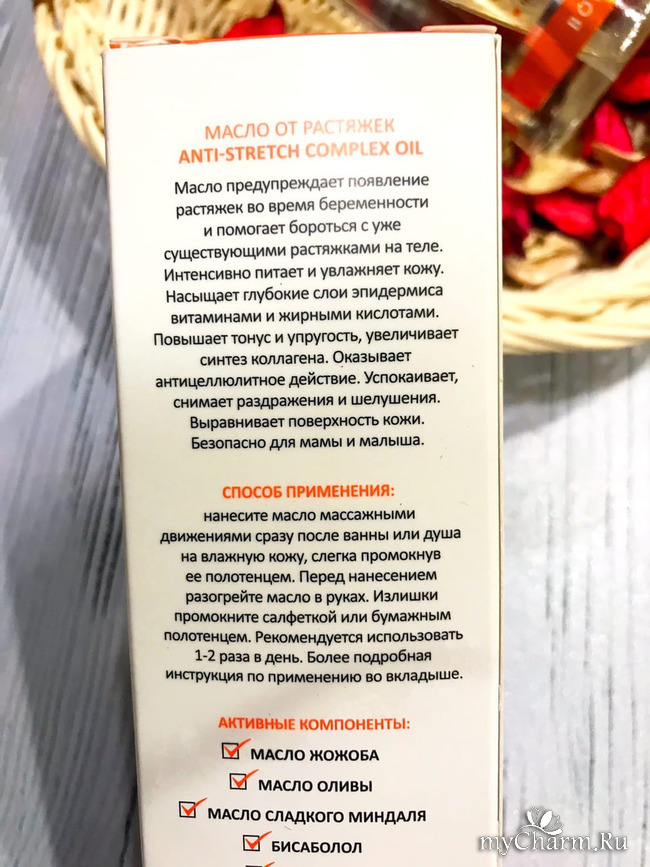 МАСЛО ОТ РАСТЯЖЕК
ANTI-STRETCH COMPLEX OIL
Масло предупреждает появление
растяжек во время беременности
и помогает бороться с уже
существующими растяжками на теле.
Интенсивно питает и увлажняет кожу.
Насыщает глубокие слои эпидермиса
витаминами и жирными кислотами.
Повышает тонус и упругость, увеличивает
синтез коллагена. Оказывает
антицеллюлитное действие. Успокаивает,
снимает раздражения и шелушения.
Выравнивает поверхность кожи.
Безопасно для мамы и малыша.
СПОСОБ ПРИМЕНЕНИЯ:
нанесите масло массажными
движениями сразу после ванны или душа
на влажную кожу, слегка промокнув
ее полотенцем. Перед нанесением
разогрейте масло в руках. Излишки
промокните салфеткой или бумажным
полотенцем. Рекомендуется использовать
1-2 раза в день. Более подробная
инструкция по применению во вкладыше.
АКТИВНЫЕ КОМПОНЕНТЫ:
МАСЛО ЖОЖОБА
МАСЛО ОЛИВЫ
МАСЛО СЛАДКОГО МИНДАЛЯ
БИСАБОЛОЛ
myCharm.Ru